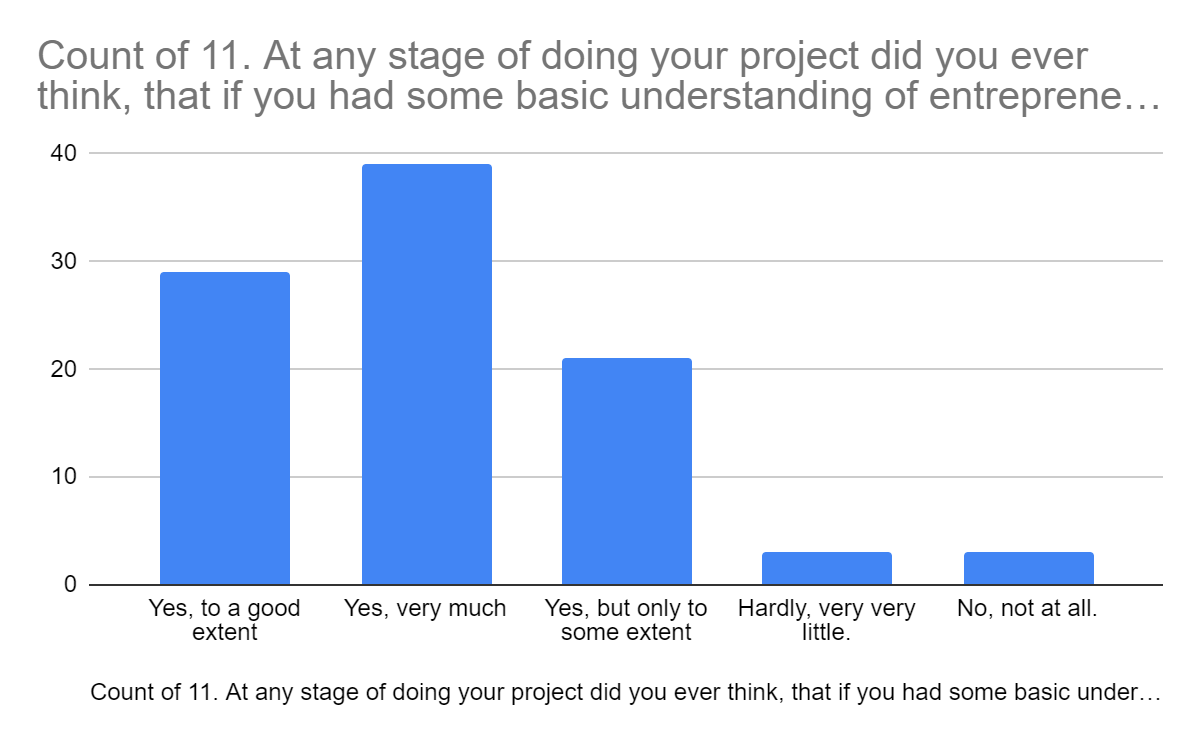 Count of 11. At any stage of doing your project did you ever
think, that if you had some basic understanding of entreprene…
40
30
20
10
0
Yes, to a good
extent
Yes, very much
Yes, but only to
some extent
Hardly, very very
little.
No, not at all.
Count of 11. At any stage of doing your project did you ever think, that if you had some basic under…